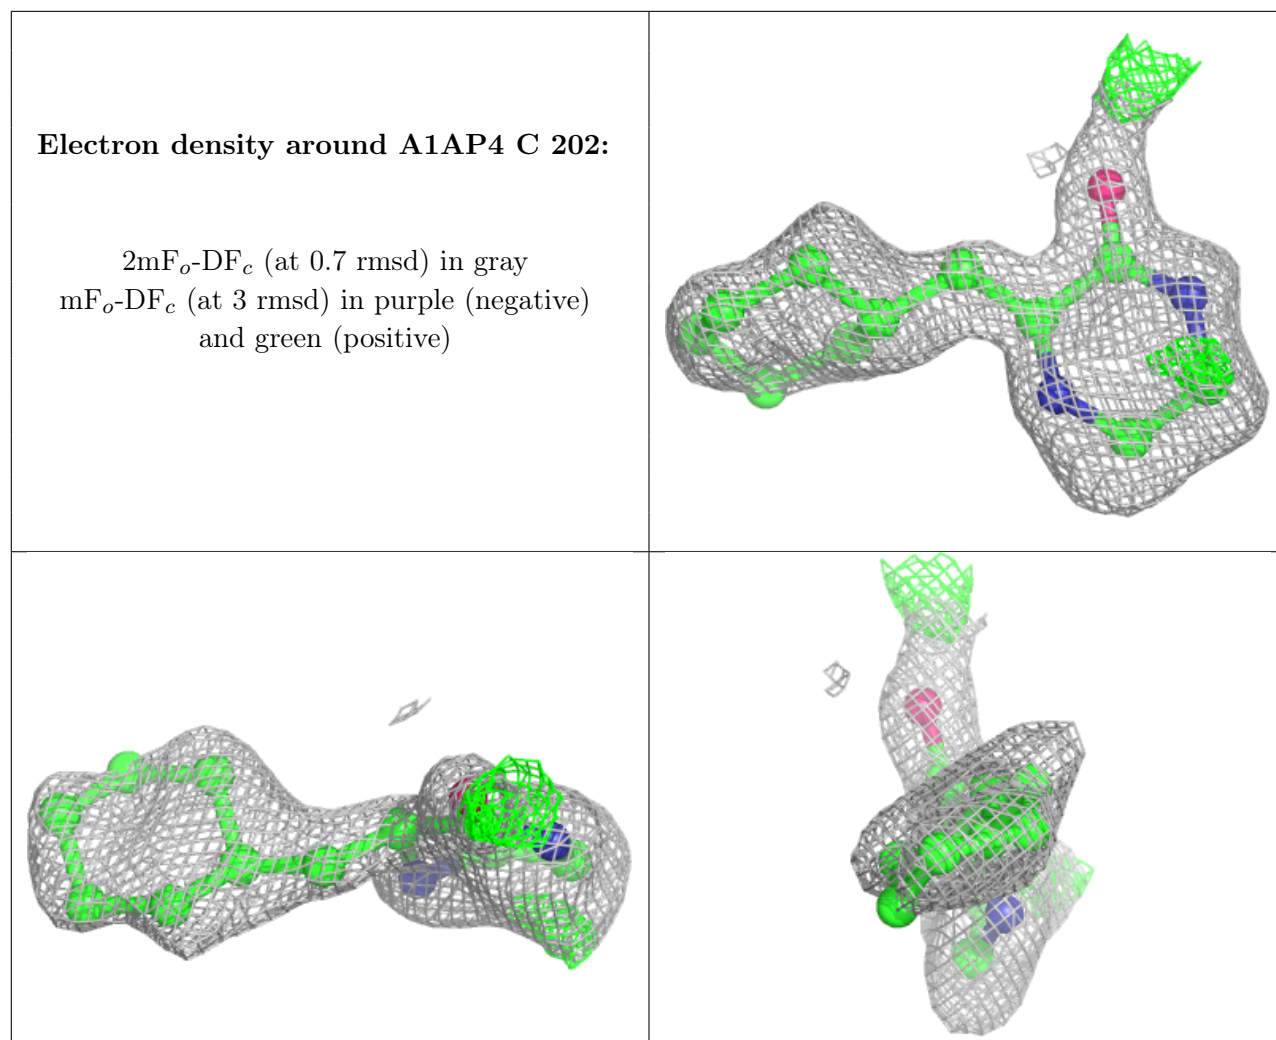 Electron density around A1AP4 C 202:
2mFo-DFc (at 0.7 rmsd) in gray
mFo-DFc (at 3 rmsd) in purple (negative)
and green (positive)